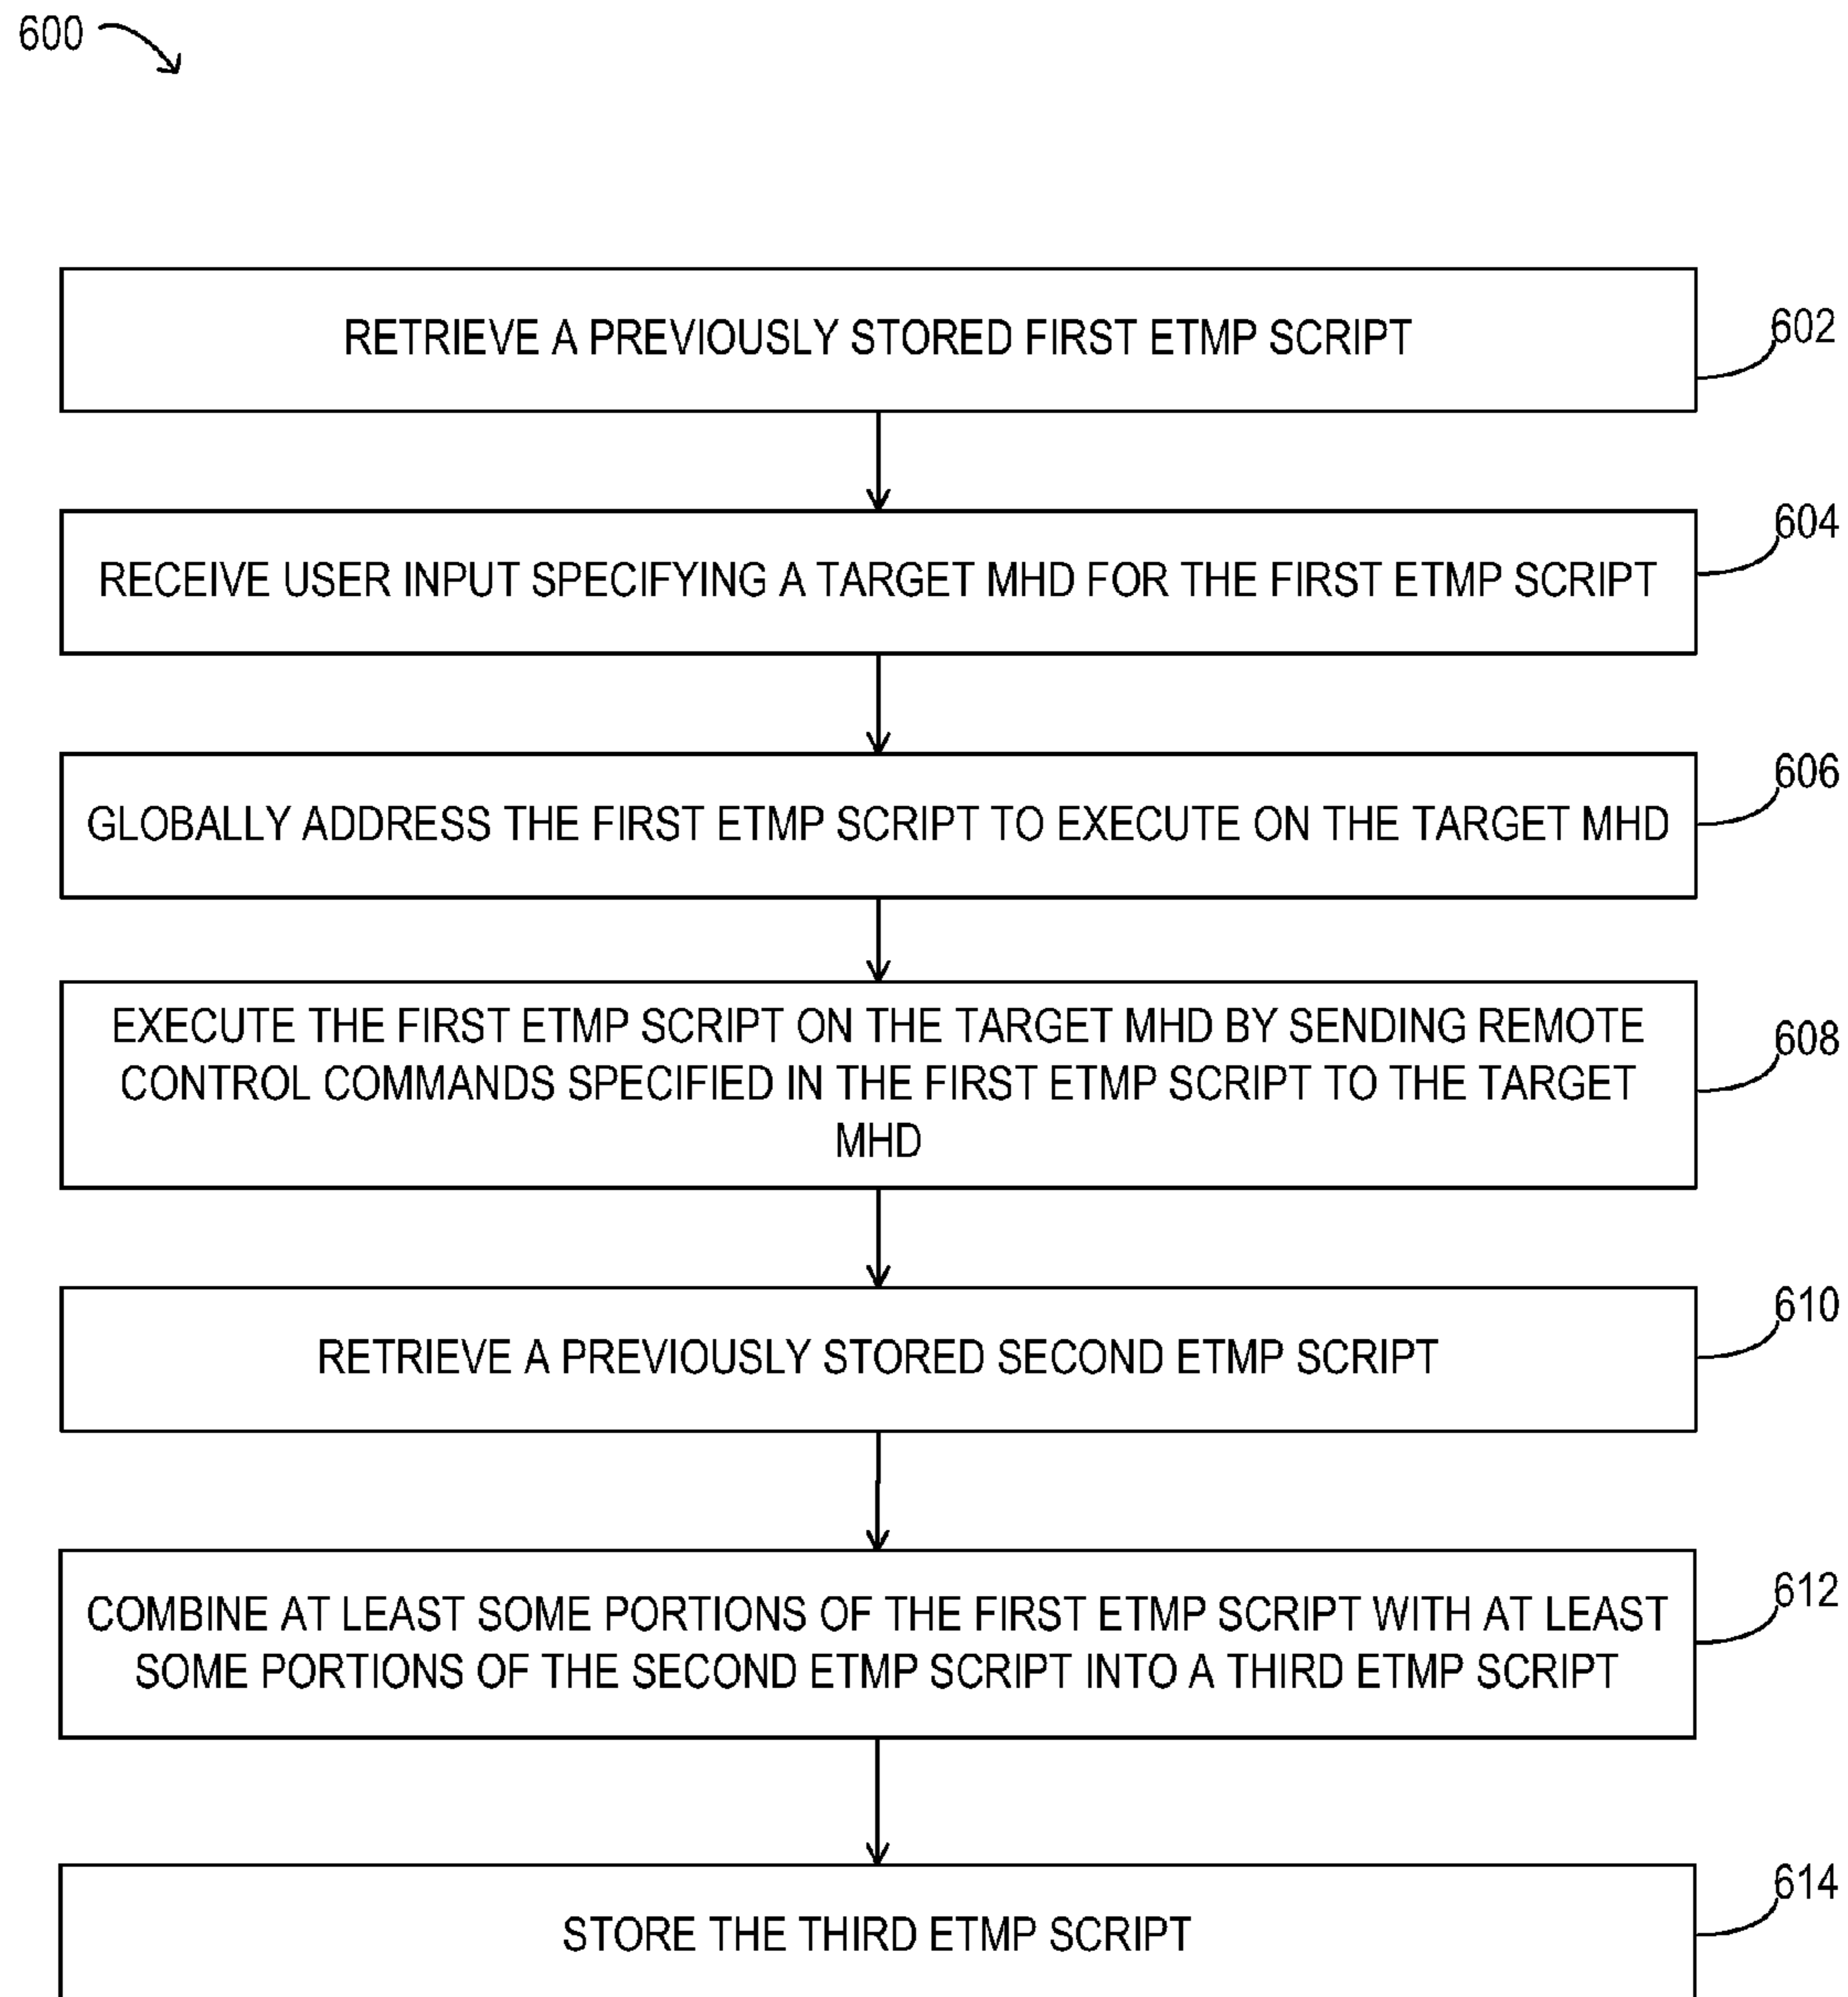 600
RETRIEVE A PREVIOUSLY STORED FIRST ETMP SCRIPT
602
RECEIVE USER INPUT SPECIFYING A TARGET MHD FOR THE FIRST ETMP SCRIPT
604
GLOBALLY ADDRESS THE FIRST ETMP SCRIPT TO EXECUTE ON THE TARGET MHD
606
EXECUTE THE FIRST ETMP SCRIPT ON THE TARGET MHD BY SENDING REMOTE
CONTROL COMMANDS SPECIFIED IN THE FIRST ETMP SCRIPT TO THE TARGET
MHD
608
RETRIEVE A PREVIOUSLY STORED SECOND ETMP SCRIPT
610
COMBINE AT LEAST SOME PORTIONS OF THE FIRST ETMP SCRIPT WITH AT LEAST
SOME PORTIONS OF THE SECOND ETMP SCRIPT INTO A THIRD ETMP SCRIPT
612
STORE THE THIRD ETMP SCRIPT
614